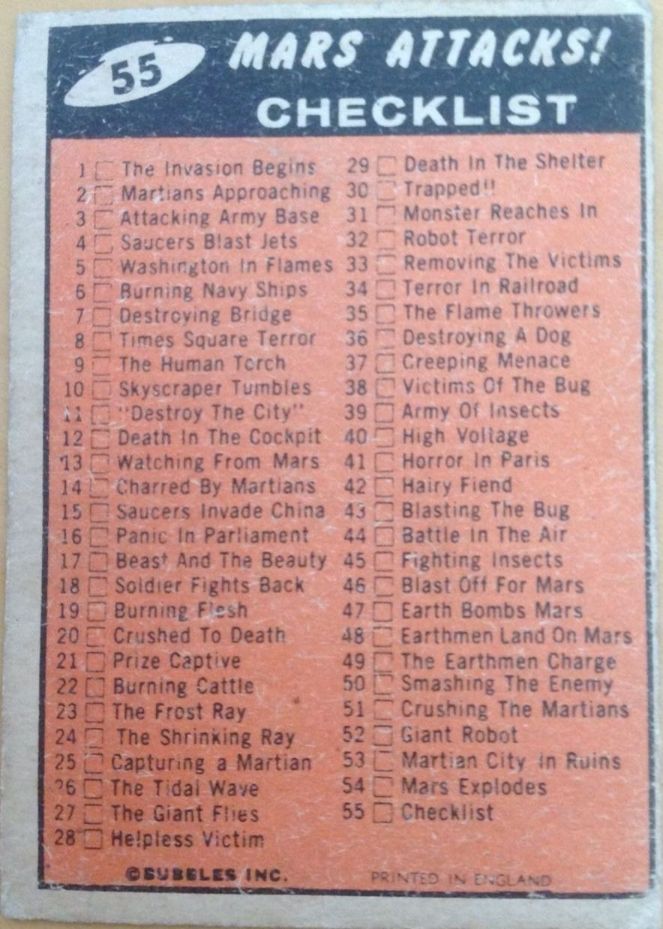 55
MARS ATTACKS!
CHECKLIST
1 The Invasion Begins
2 Martians Approaching
3 Attacking Army Base
4 Saucers Blast Jets
5 Washington In Flames
6 Burning Navy Ships
7 Destroying Bridge
8 Times Square Terror
9 The Human Torch
10 Skyscraper Tumbles
11 "Destroy The City"
12 Death In The Cockpit
13 Watching From Mars
14 Charred By Martians
15 Saucers Invade China
16 Panic In Parliament
17 Beast And The Beauty
18 Soldier Fights Back
19 Burning Flesh
20 Crushed To Death
21 Prize Captive
22 Burning Cattle
23 The Frost Ray
24 The Shrinking Ray
25 Capturing a Martian
26 The Tidal Wave
27 The Giant Flies
28 Helpless Victim
29 Death In The Shelter
30 Trapped!!
31 Monster Reaches In
32 Robot Terror
33 Removing The Victims
34 Terror In Railroad
35 The Flame Throwers
36 Destroying A Dog
37 Creeping Menace
38 Victims Of The Bug
39 Army Of Insects
40 High Voltage
41 Horror In Paris
42 Hairy Fiend
43 Blasting The Bug
44 Battle In The Air
45 Fighting Insects
46 Blast Off For Mars
47 Earth Bombs Mars
48 Earthmen Land On Mars
49 The Earthmen Charge
50 Smashing The Enemy
51 Crushing The Martians
52 Giant Robot
53 Martian City In Ruins
54 Mars Explodes
55 Checklist
©BUBBLES INC.
PRINTED IN ENGLAND